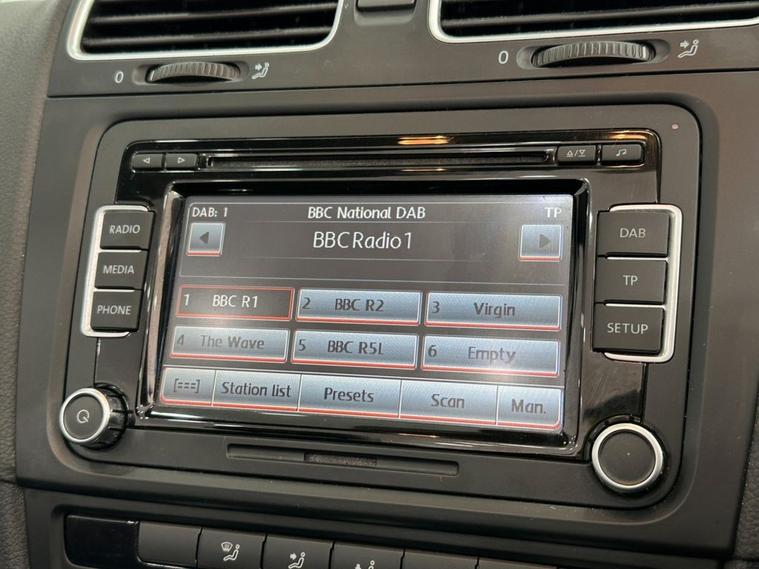 0
0
RADIO
MEDIA
PHONE
DAB: 1 BBC National DAB TP
BBC Radio 1
1 BBC R1 2 BBC R2 3 Virgin
4 The Wave 5 BBC R5L 6 Empty
Station list Presets Scan Man.
DAB
TP
SETUP